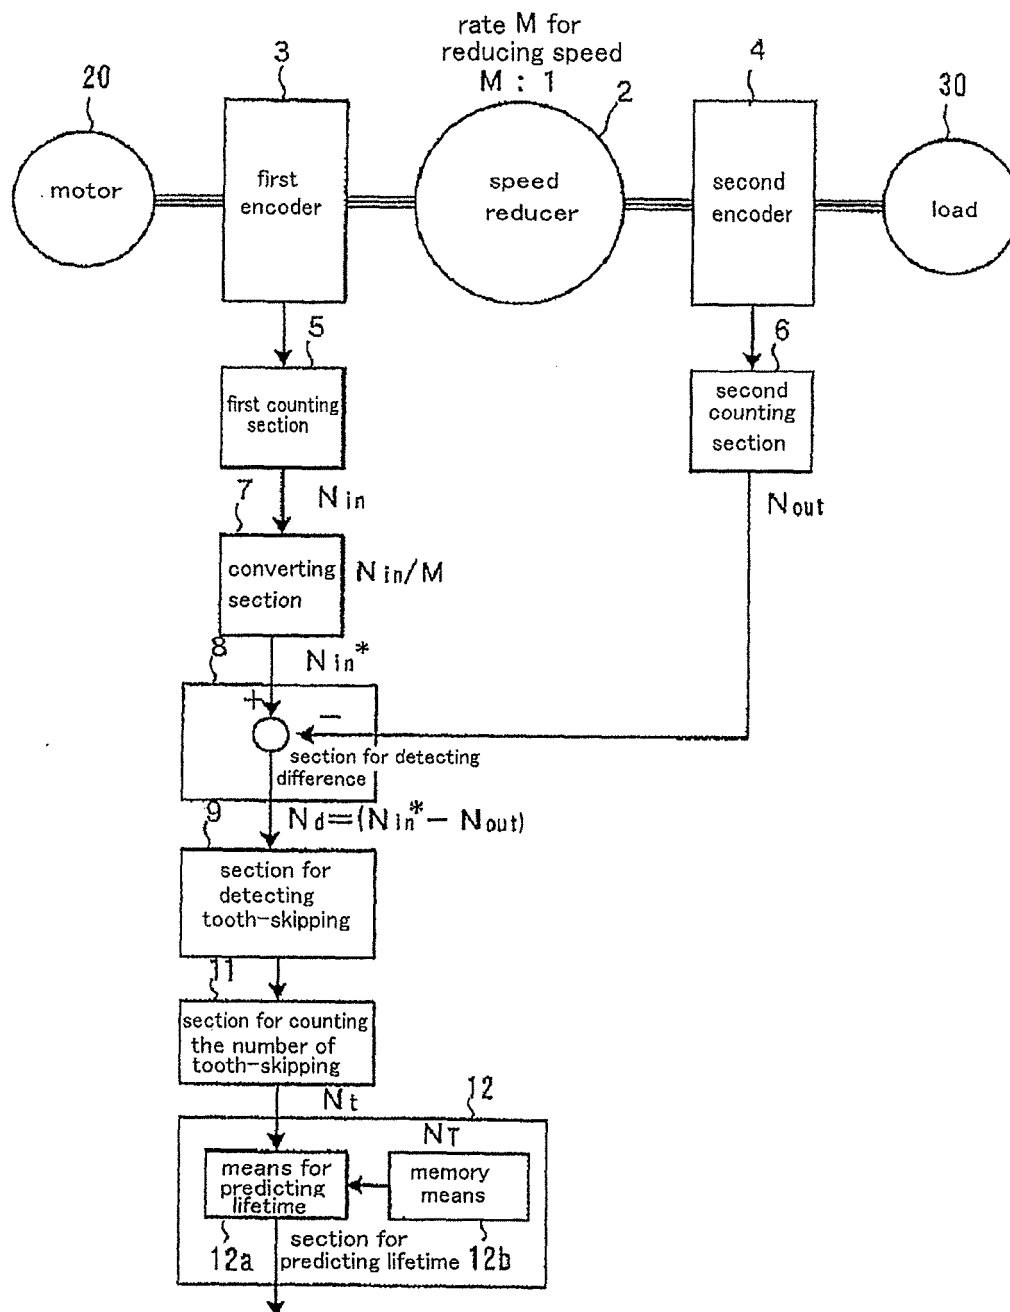 rate M for
reducing speed
M : 1
3
4
20
2
30
motor
first
encoder
speed
reducer
second
encoder
load
5
6
first counting
section
second
counting
section
Nin
Nout
7
converting
section
Nin/M
8
Nin*
+
−
section for detecting
difference
9
Nd=(Nin*−Nout)
section for
detecting
tooth-skipping
11
section for counting
the number of
tooth-skipping
Nt
12
NT
means for
predicting
lifetime
memory
means
12a
section for
predicting lifetime
12b